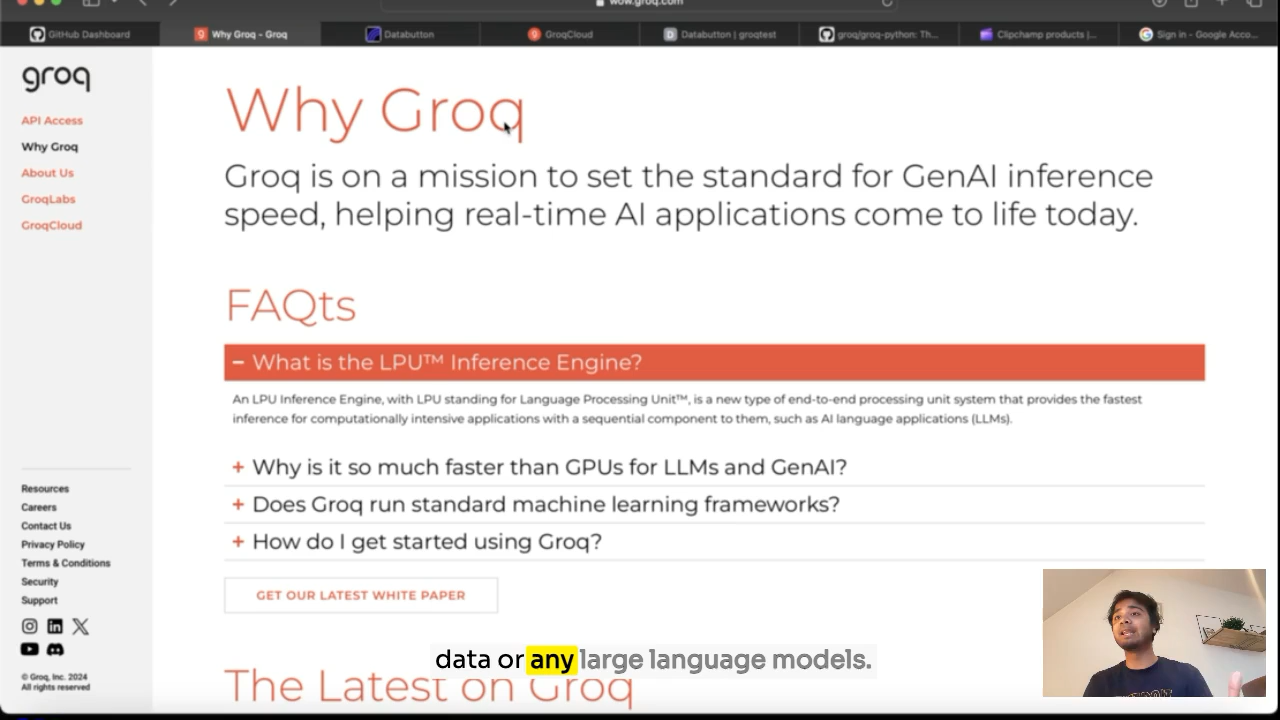 wow.groq.com
GitHub Dashboard
Why Groq - Groq
Databutton
GroqCloud
Databutton | groqtest
groq/groq-python: Th...
Clipchamp products |...
Sign in - Google Acco...
groq
API Access
Why Groq
About Us
GroqLabs
GroqCloud
Resources
Careers
Contact Us
Privacy Policy
Terms & Conditions
Security
Support
© Groq, Inc. 2024
All rights reserved
Why Groq
Groq is on a mission to set the standard for GenAI inference
speed, helping real-time AI applications come to life today.
FAQts
− What is the LPU™ Inference Engine?
An LPU Inference Engine, with LPU standing for Language Processing Unit™, is a new type of end-to-end processing unit system that provides the fastest
inference for computationally intensive applications with a sequential component to them, such as AI language applications (LLMs).
+ Why is it so much faster than GPUs for LLMs and GenAI?
+ Does Groq run standard machine learning frameworks?
+ How do I get started using Groq?
GET OUR LATEST WHITE PAPER
data or any large language models.
The Latest on Groq